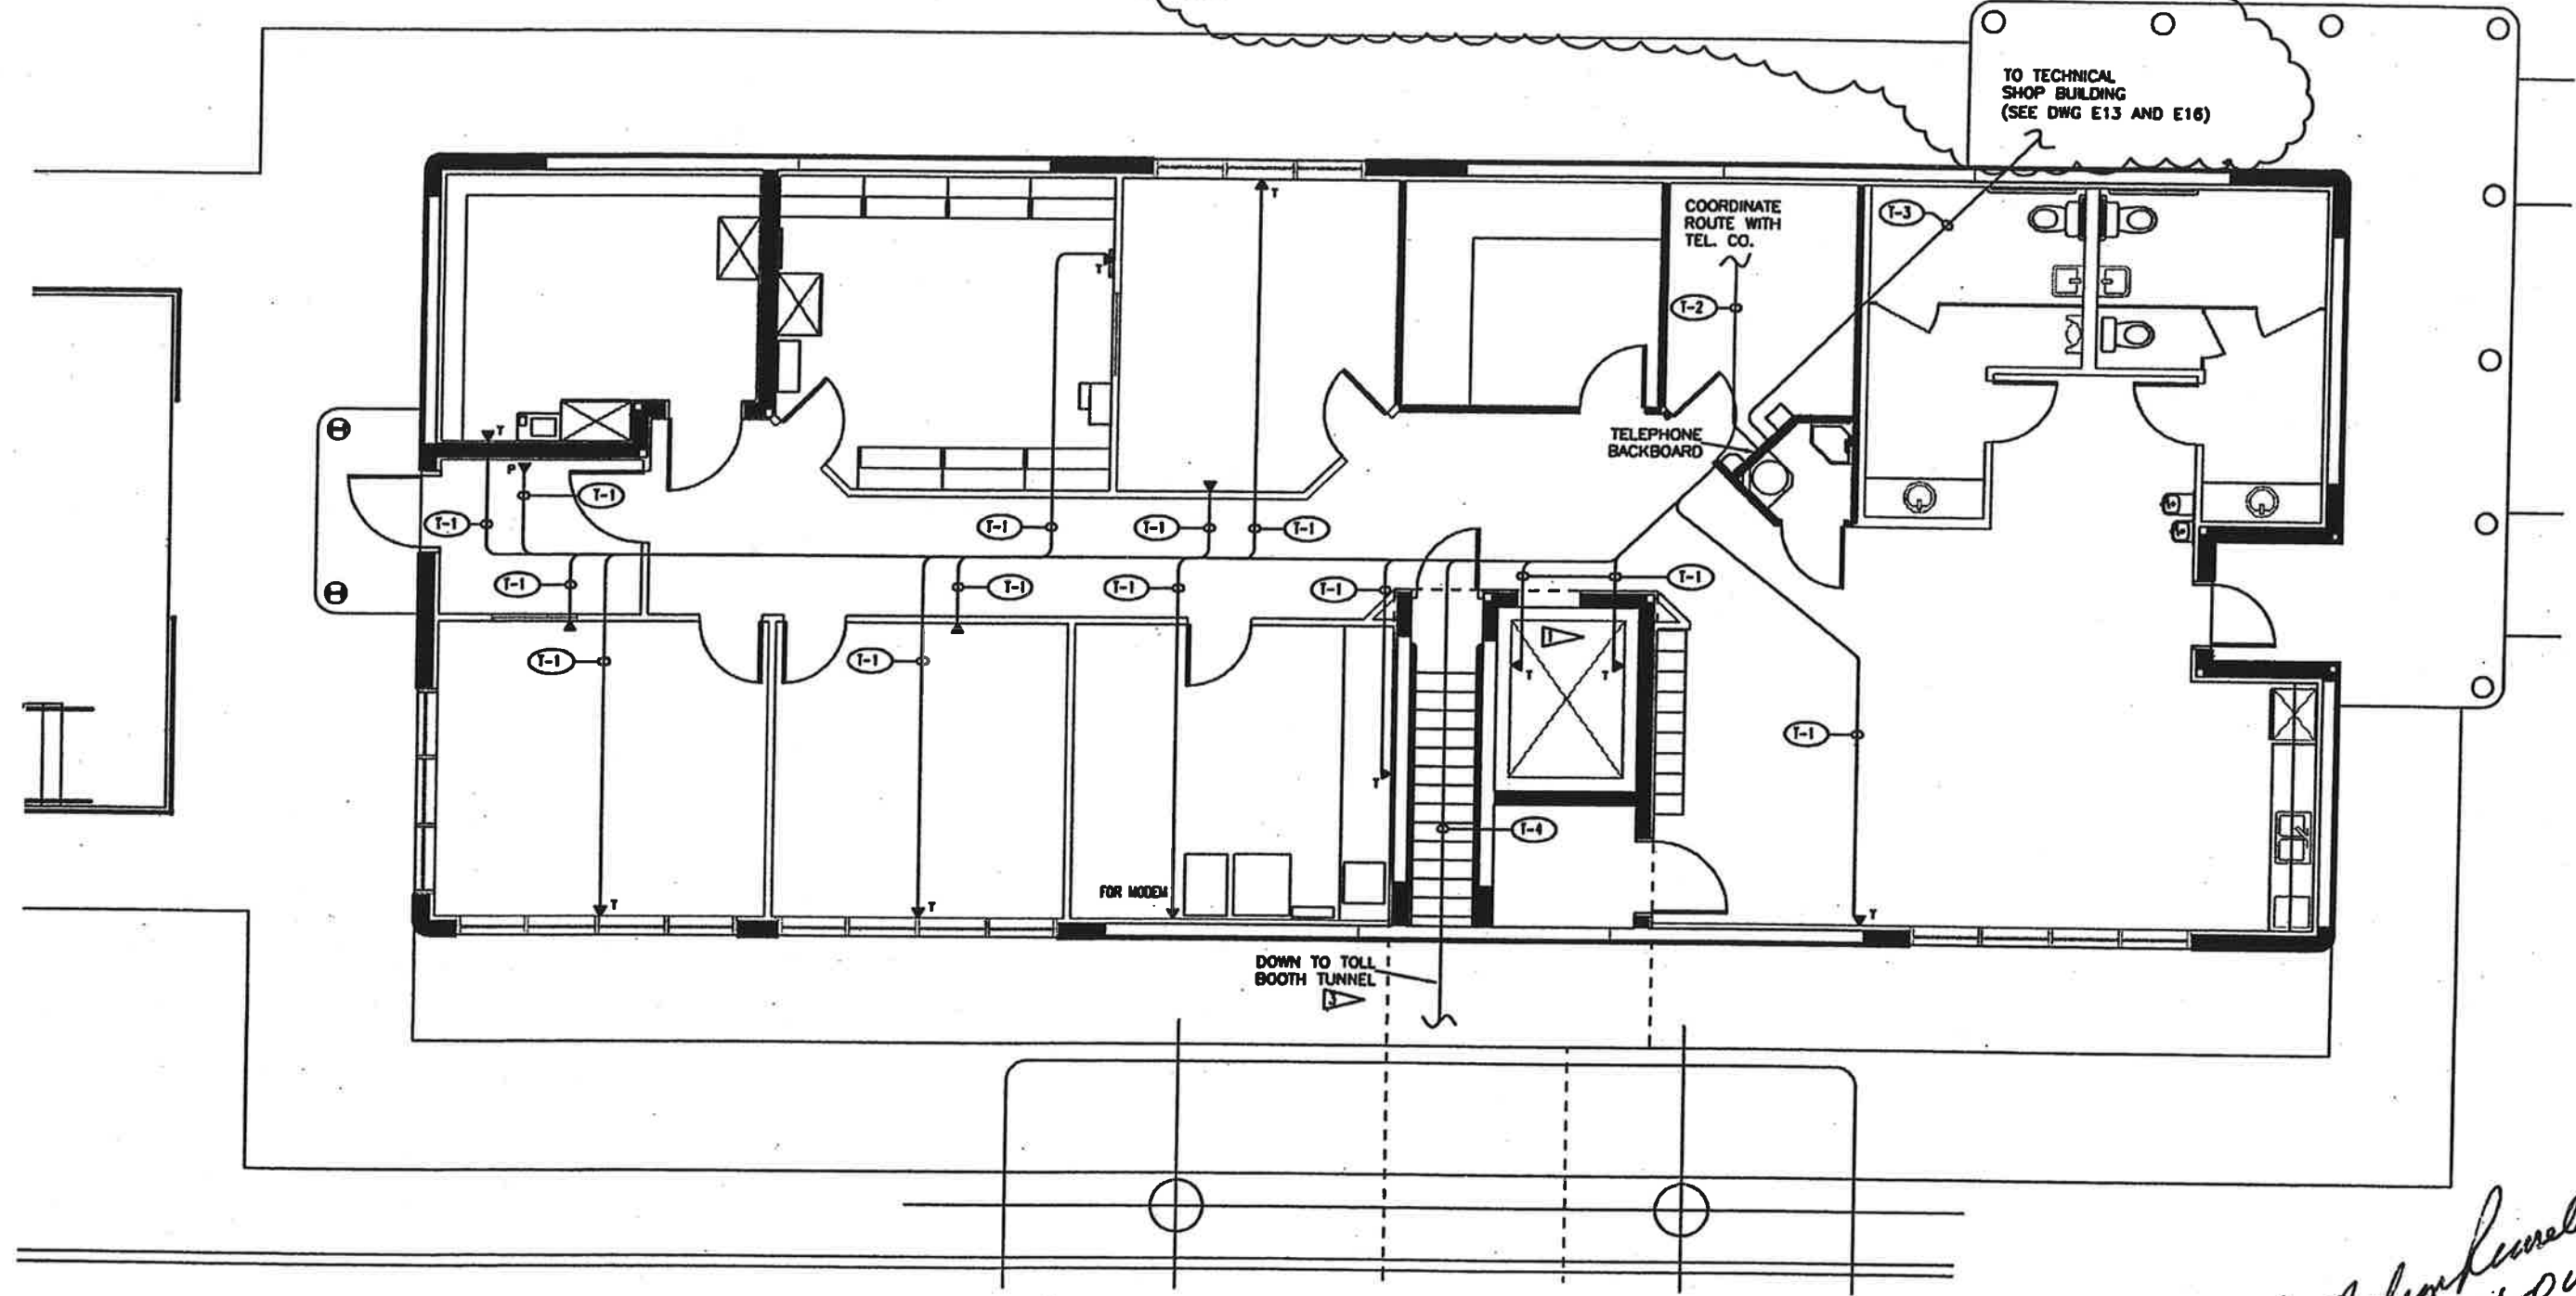 TO TECHNICAL
SHOP BUILDING
(SEE DWG E13 AND E16)
T-3
COORDINATE
ROUTE WITH
TEL. CO.
T
T
T-2
TELEPHONE
BACKBOARD
T
P
T-1
T-1
T-1
T-1
T-1
T-1
T-1
T-1
T-1
T-1
T-1
T-1
1
T
T
T-1
T
T-4
FOR MODEM
T
T
T
DOWN TO TOLL
BOOTH TUNNEL
3